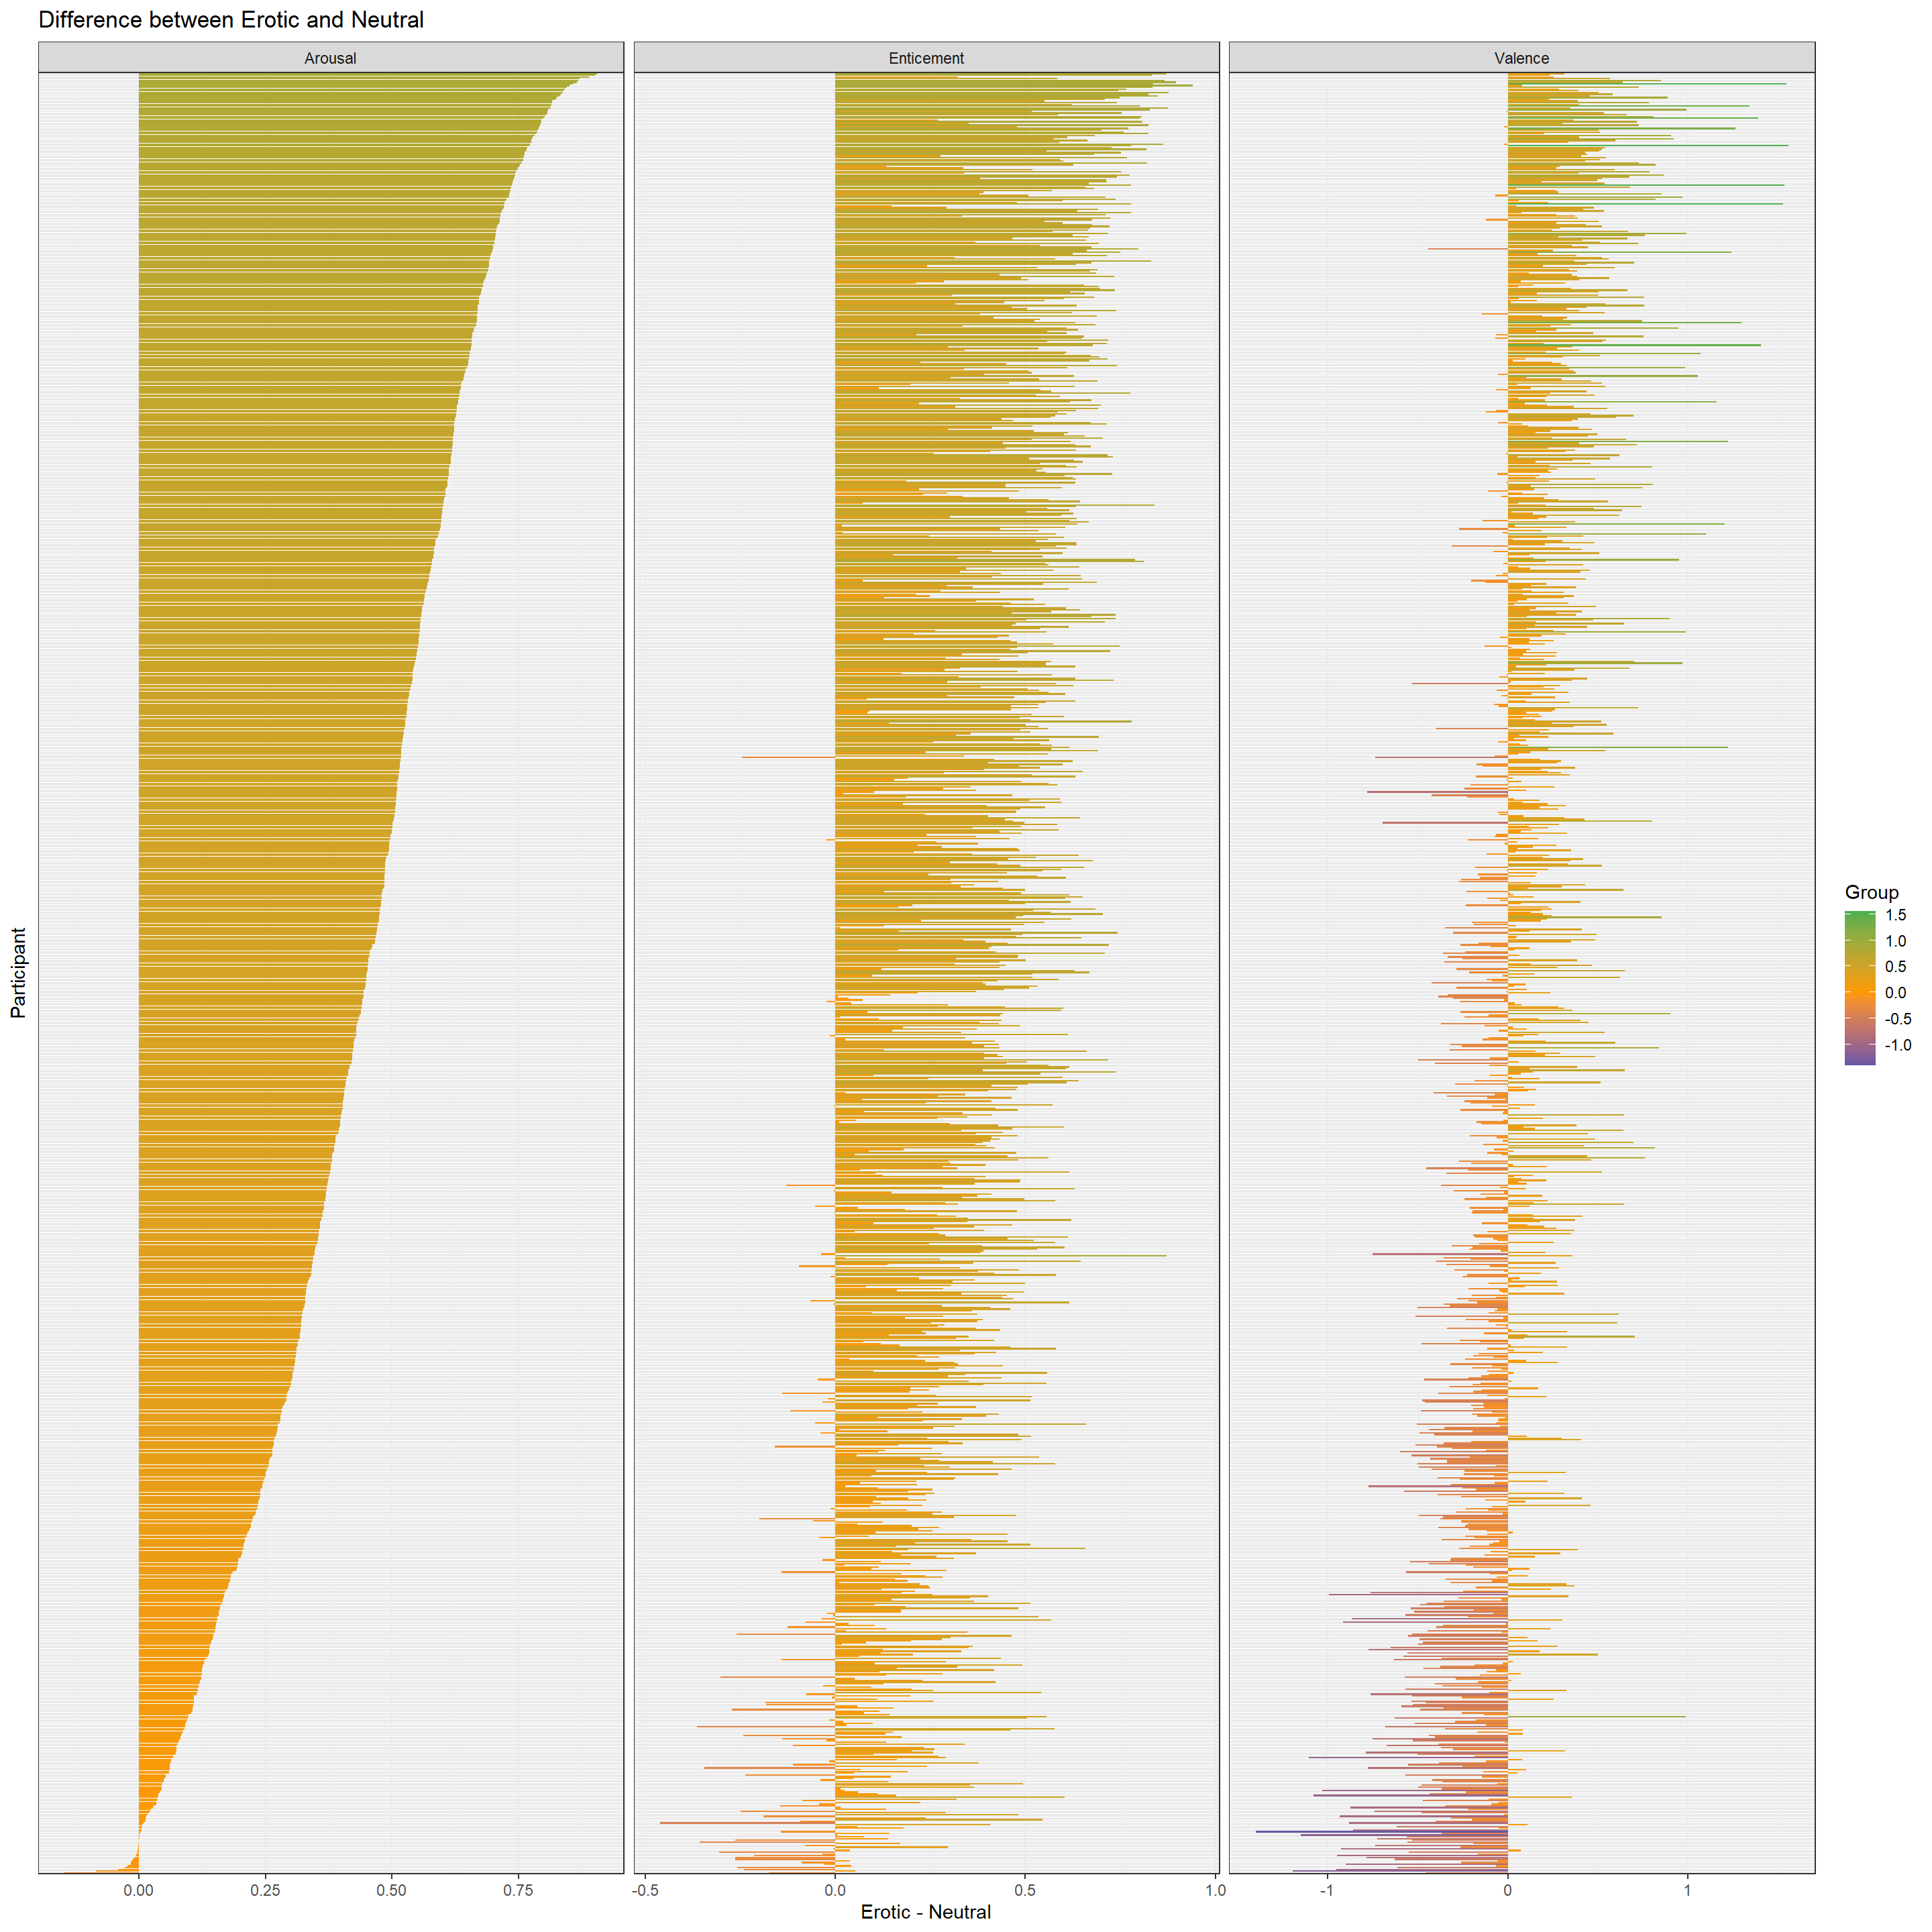 Difference between Erotic and Neutral
Arousal
Enticement
Valence
Participant
Group
1.5
1.0
0.5
0.0
-0.5
-1.0
0.00 0.25 0.50 0.75
-0.5 0.0 0.5 1.0
-1 0 1
Erotic - Neutral